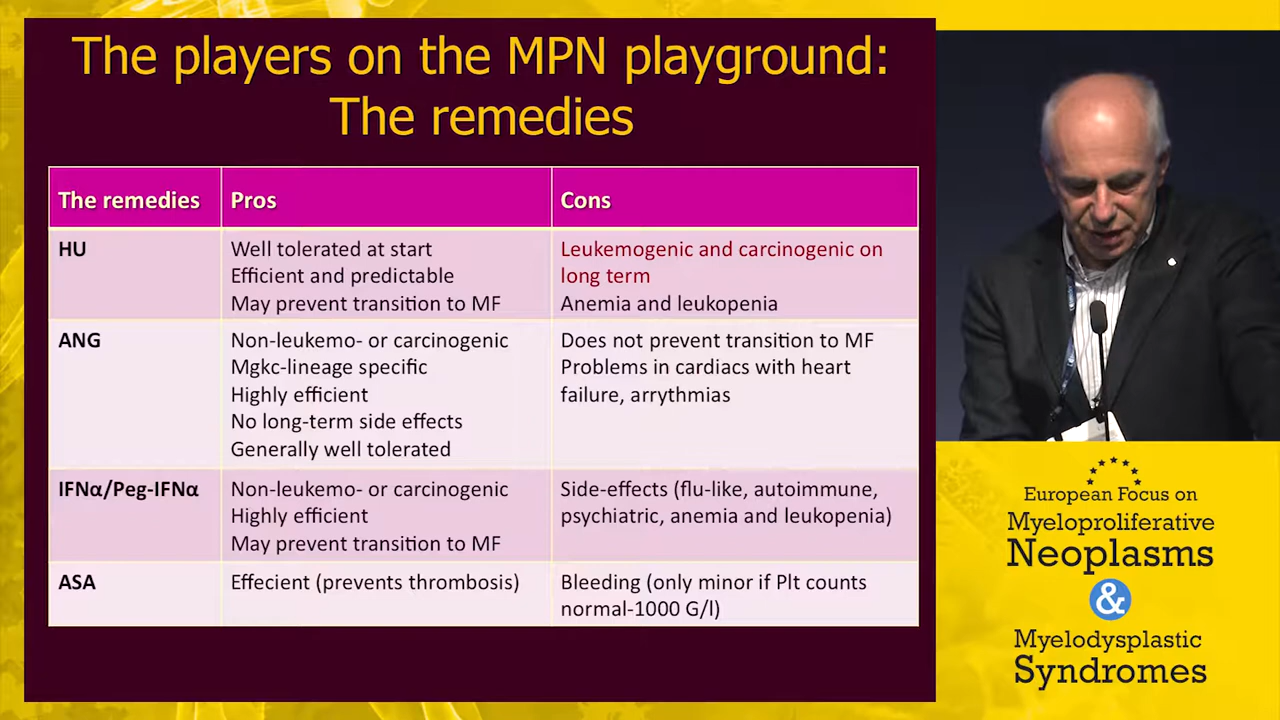 The players on the MPN playground:
The remedies
The remedies
Pros
Cons
HU
Well tolerated at start
Efficient and predictable
May prevent transition to MF
Leukemogenic and carcinogenic on
long term
Anemia and leukopenia
ANG
Non-leukemo- or carcinogenic
Mgkc-lineage specific
Highly efficient
No long-term side effects
Generally well tolerated
Does not prevent transition to MF
Problems in cardiacs with heart
failure, arrythmias
IFNα/Peg-IFNα
Non-leukemo- or carcinogenic
Highly efficient
May prevent transition to MF
Side-effects (flu-like, autoimmune,
psychiatric, anemia and leukopenia)
ASA
Effecient (prevents thrombosis)
Bleeding (only minor if Plt counts
normal-1000 G/l)
European Focus on
Myeloproliferative
Neoplasms
&
Myelodysplastic
Syndromes